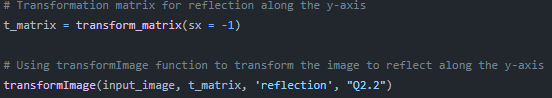 # Transformation matrix for reflection along the y-axis
t_matrix = transform_matrix(sx = -1)
# Using transformImage function to transform the image to reflect along the y-axis
transformImage(input_image, t_matrix, 'reflection', "Q2.2")